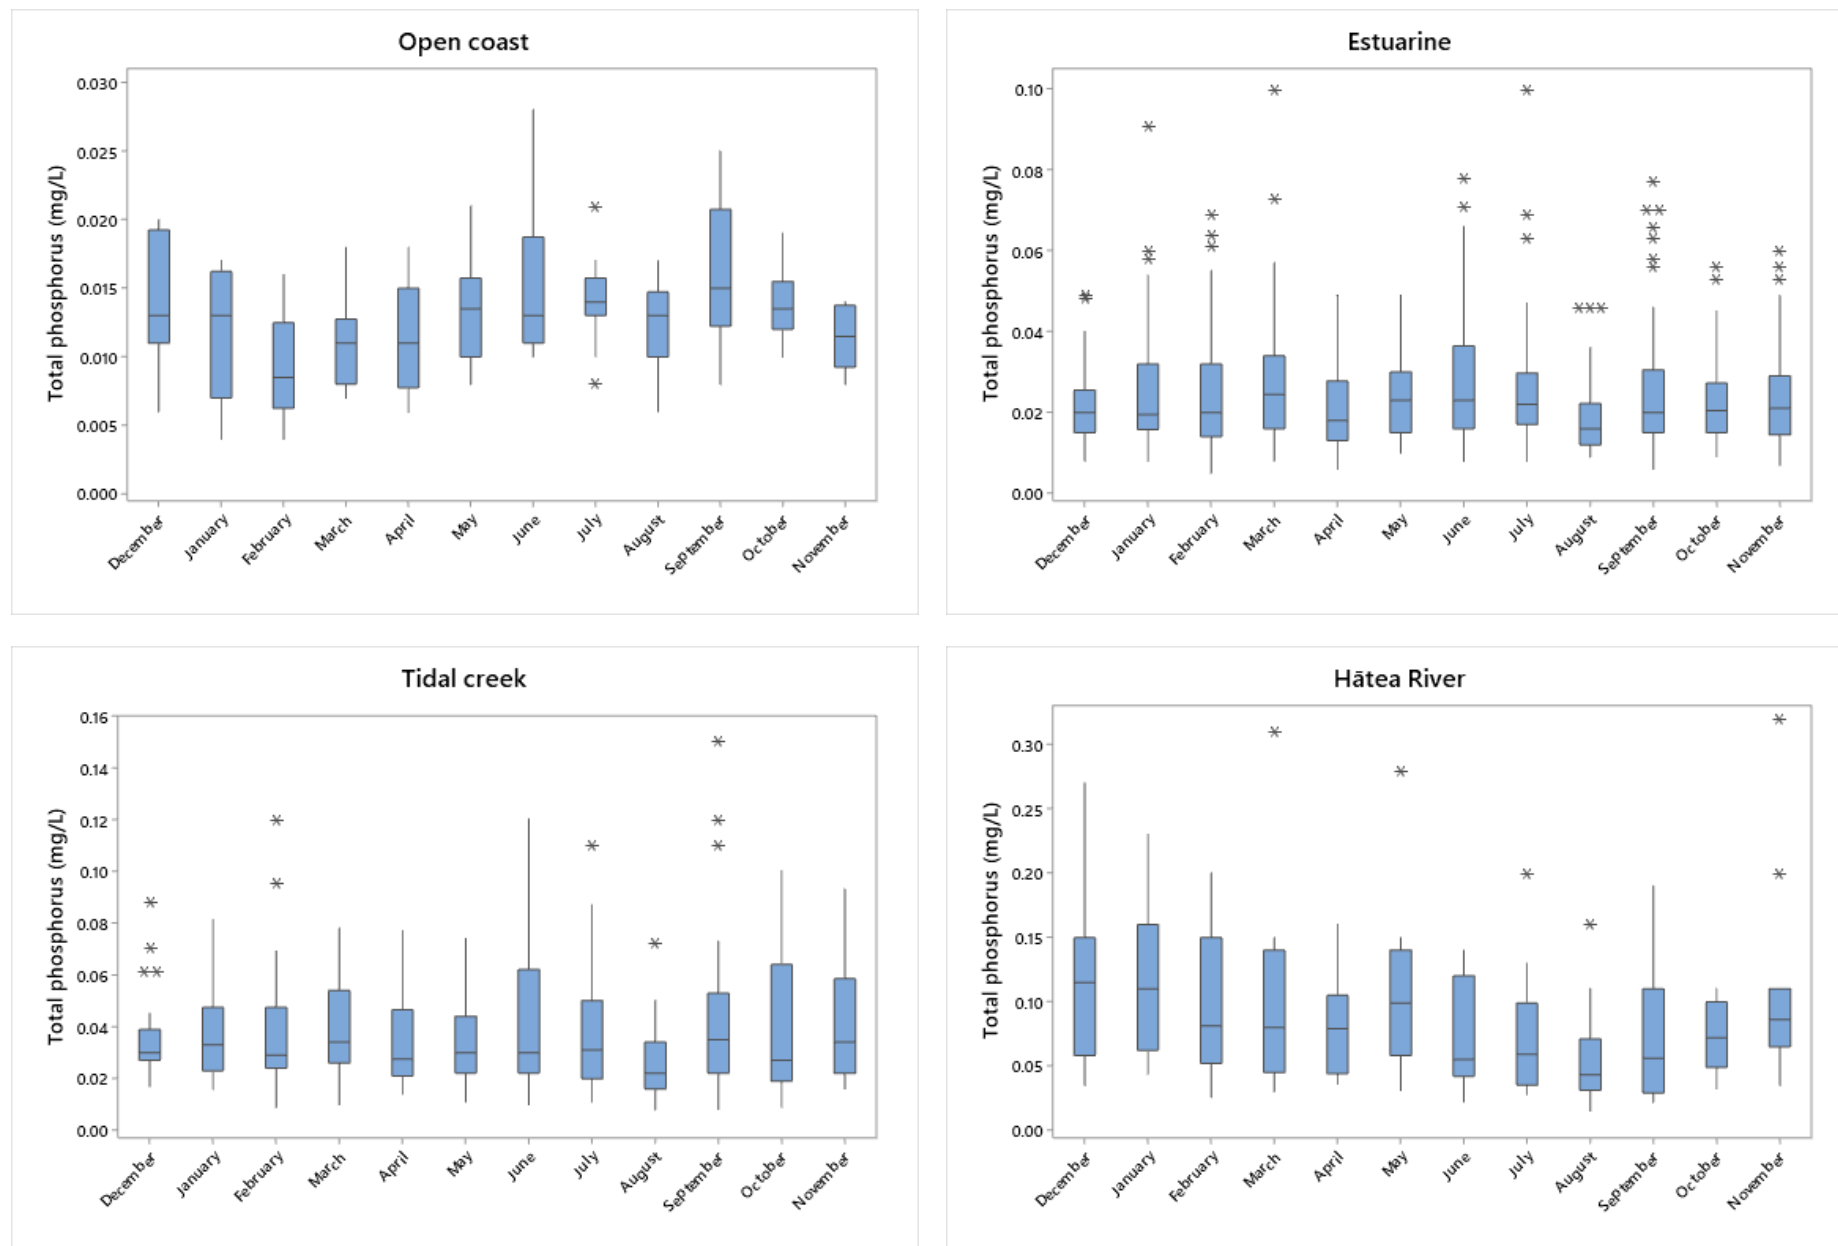 Open coast
Total phosphorus (mg/L)
0.030
0.025
0.020
0.015
0.010
0.005
0.000
December
January
February
March
April
May
June
July
August
September
October
November
Estuarine
Total phosphorus (mg/L)
0.10
0.08
0.06
0.04
0.02
0.00
December
January
February
March
April
May
June
July
August
September
October
November
Tidal creek
Total phosphorus (mg/L)
0.16
0.14
0.12
0.10
0.08
0.06
0.04
0.02
0.00
December
January
February
March
April
May
June
July
August
September
October
November
Hātea River
Total phosphorus (mg/L)
0.30
0.25
0.20
0.15
0.10
0.05
0.00
December
January
February
March
April
May
June
July
August
September
October
November